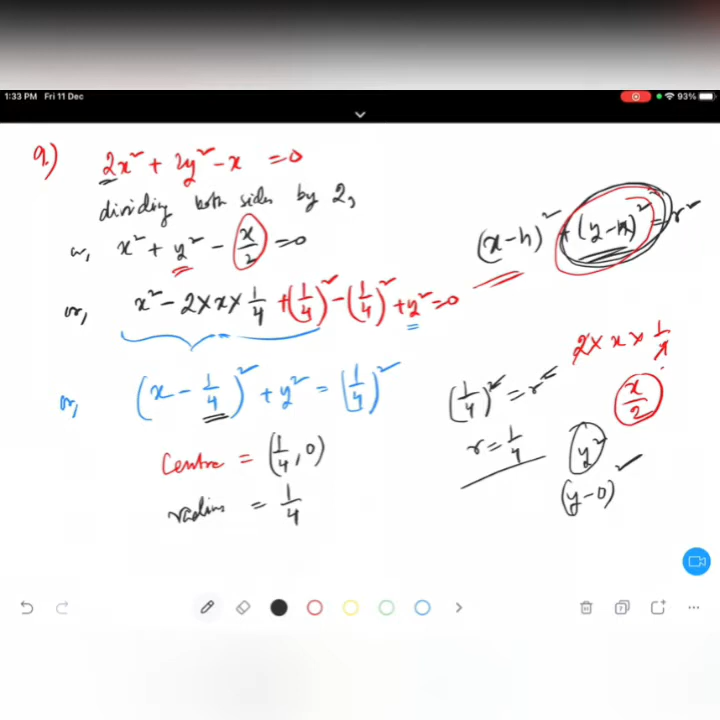 1:33 PM Fri 11 Dec
93%
9) 2x² + 2y² - x = 0
dividing both sides by 2,
or, x² + y² - x/2 = 0
(x-h)² + (y-k)² = r²
or, x² - 2×x×1/4 + (1/4)² - (1/4)² + y² = 0
or, (x - 1/4)² + y² = (1/4)²
Centre = (1/4, 0)
radius = 1/4
(1/4)² = r²
r = 1/4
x/2
y²
(y-0)²